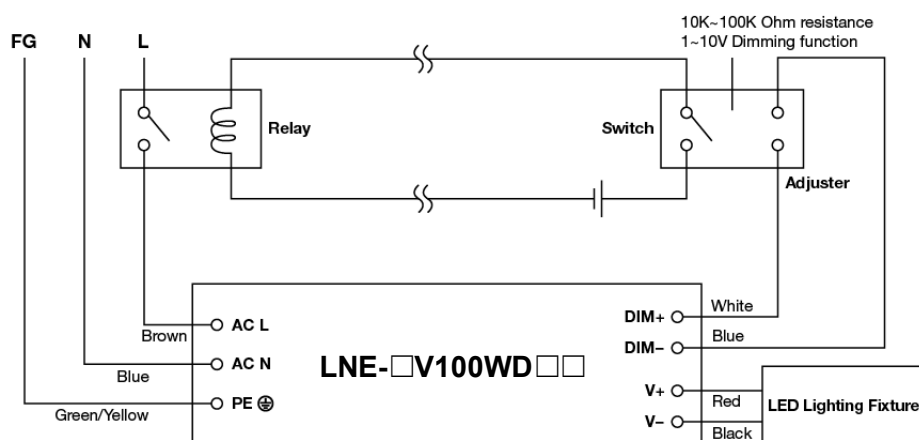 10K~100K Ohm resistance
1~10V Dimming function
FG N L
Relay
Switch
Adjuster
White
DIM+
Blue
DIM–
Brown
AC L
Blue
AC N
LNE-□V100WD□□
Green/Yellow
PE
V+
Red
V–
Black
LED Lighting Fixture